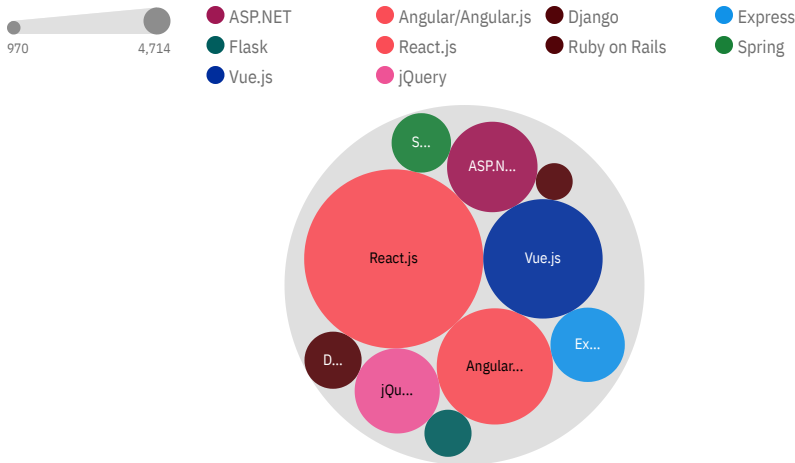 970
4,714
ASP.NET
Angular/Angular.js
Django
Express
Flask
React.js
Ruby on Rails
Spring
Vue.js
jQuery
S...
ASP.N...
React.js
Vue.js
Ex...
D...
Angular...
jQu...